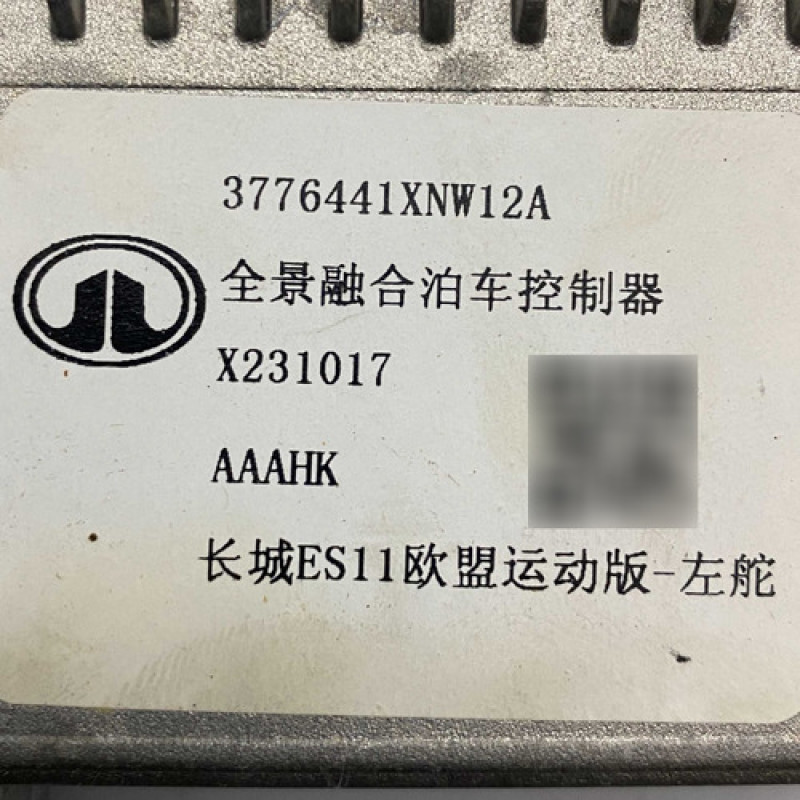 3776441XNW12A
全景融合泊车控制器
X231017
AAAHK
长城ES11欧盟运动版-左舵